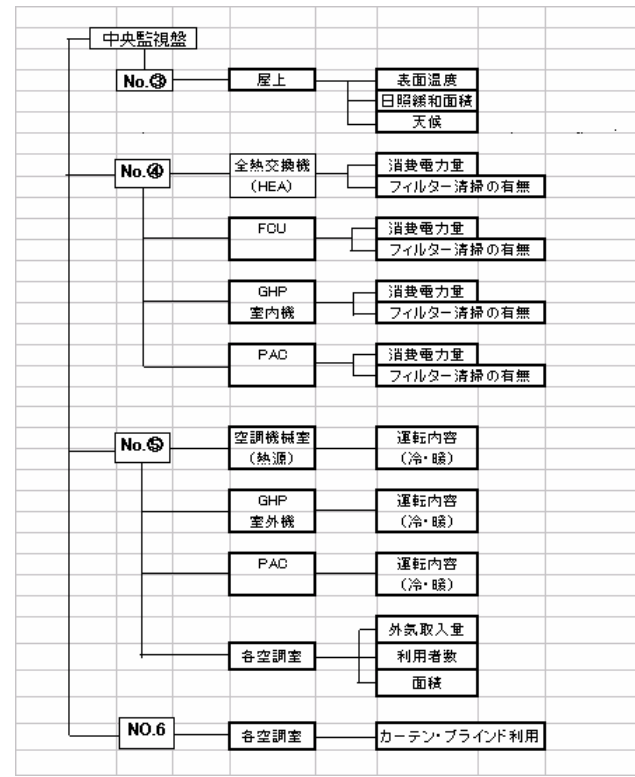 中央監視盤
No.③
屋上
表面温度
日照緩和面積
天候
No.④
全熱交換機
(HEA)
消費電力量
フィルター清掃の有無
FCU
消費電力量
フィルター清掃の有無
GHP
室内機
消費電力量
フィルター清掃の有無
PAC
消費電力量
フィルター清掃の有無
No.⑤
空調機械室
(熱源)
運転内容
(冷・暖)
GHP
室外機
運転内容
(冷・暖)
PAC
運転内容
(冷・暖)
各空調室
外気取入量
利用者数
面積
NO.6
各空調室
カーテン・ブラインド利用